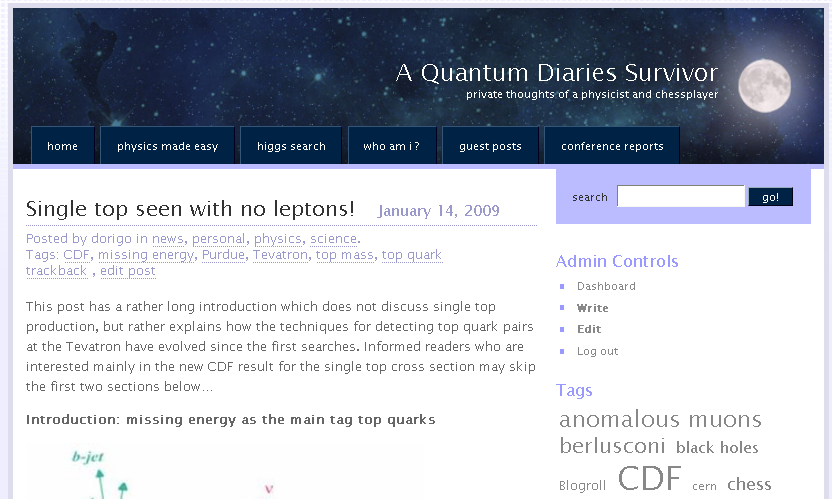 A Quantum Diaries Survivor
private thoughts of a physicist and chessplayer
home physics made easy higgs search who am i? guest posts conference reports
search go!
Single top seen with no leptons! January 14, 2009
Posted by dorigo in news, personal, physics, science.
Tags: CDF, missing energy, Purdue, Tevatron, top mass, top quark
trackback , edit post
This post has a rather long introduction which does not discuss single top
production, but rather explains how the techniques for detecting top quark pairs
at the Tevatron have evolved since the first searches. Informed readers who are
interested mainly in the new CDF result for the single top cross section may skip
the first two sections below...
Introduction: missing energy as the main tag top quarks
b-jet
ν
Admin Controls
Dashboard
Write
Edit
Log out
Tags
anomalous muons
berlusconi black holes
Blogroll CDF cern chess